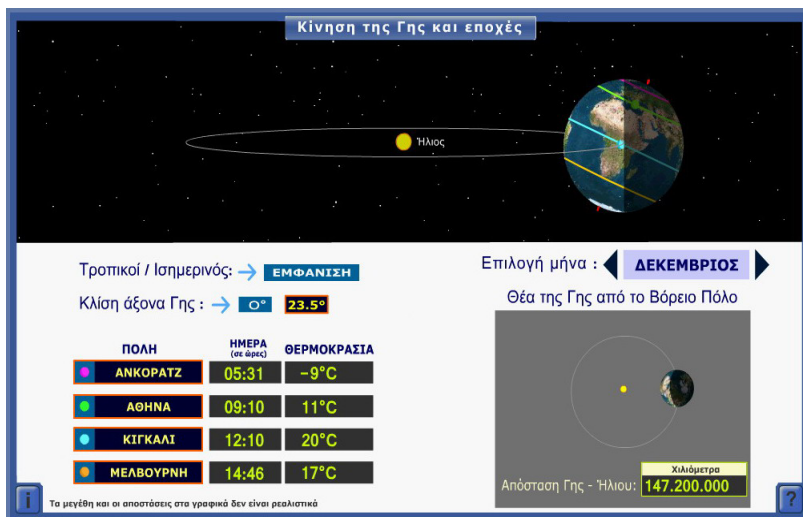 Κίνηση της Γης και εποχές
Ήλιος
Τροπικοί / Ισημερινός: ΕΜΦΑΝΙΣΗ
Κλίση άξονα Γης : 0° 23.5°
Επιλογή μήνα : ΔΕΚΕΜΒΡΙΟΣ
Θέα της Γης από το Βόρειο Πόλο
ΠΟΛΗ ΗΜΕΡΑ (σε ώρες) ΘΕΡΜΟΚΡΑΣΙΑ
ΑΝΚΟΡΑΤΖ 05:31 -9°C
ΑΘΗΝΑ 09:10 11°C
ΚΙΓΚΑΛΙ 12:10 20°C
ΜΕΛΒΟΥΡΝΗ 14:46 17°C
Χιλιόμετρα
Απόσταση Γης - Ήλιου: 147.200.000
i Τα μεγέθη και οι αποστάσεις στα γραφικά δεν είναι ρεαλιστικά ?